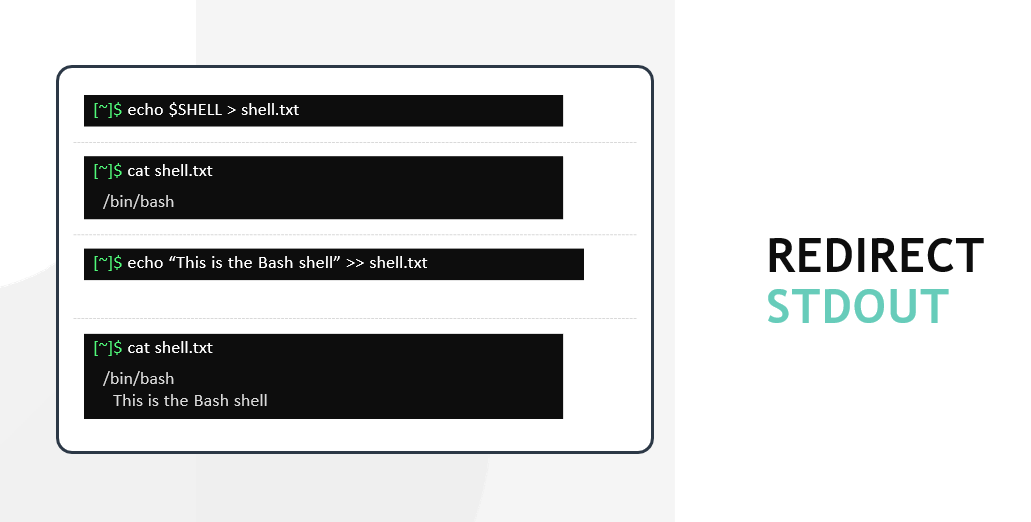 [~]$ echo $SHELL > shell.txt
[~]$ cat shell.txt
/bin/bash
[~]$ echo “This is the Bash shell” >> shell.txt
[~]$ cat shell.txt
/bin/bash
This is the Bash shell
REDIRECT
STDOUT